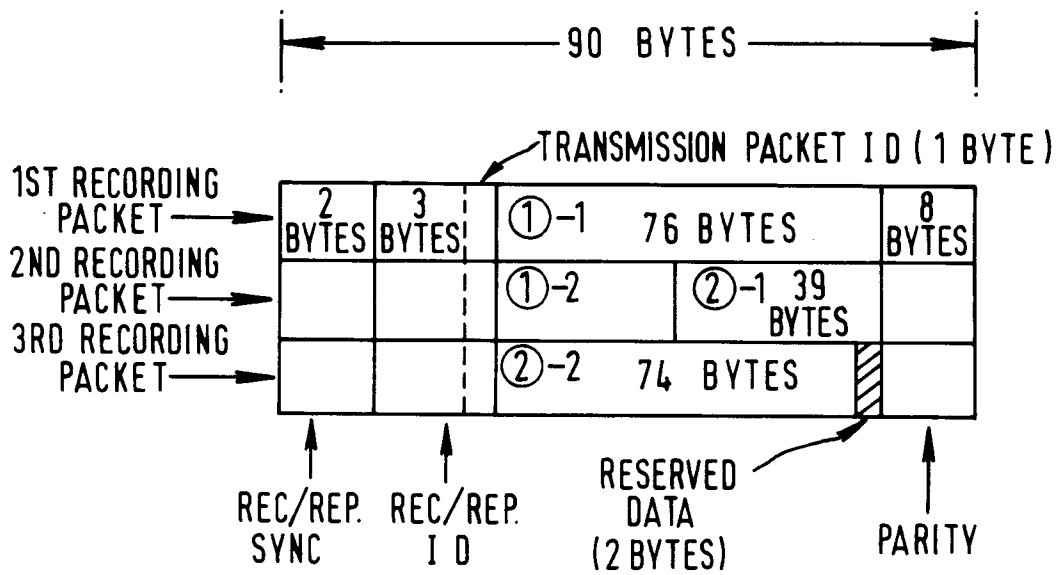 90 BYTES
TRANSMISSION PACKET ID (1 BYTE)
1ST RECORDING
PACKET
2
BYTES
3
BYTES
①-1 76 BYTES
8
BYTES
2ND RECORDING
PACKET
①-2
②-1 39
BYTES
3RD RECORDING
PACKET
②-2 74 BYTES
REC/REP.
SYNC
REC/REP.
ID
RESERVED
DATA
(2 BYTES)
PARITY